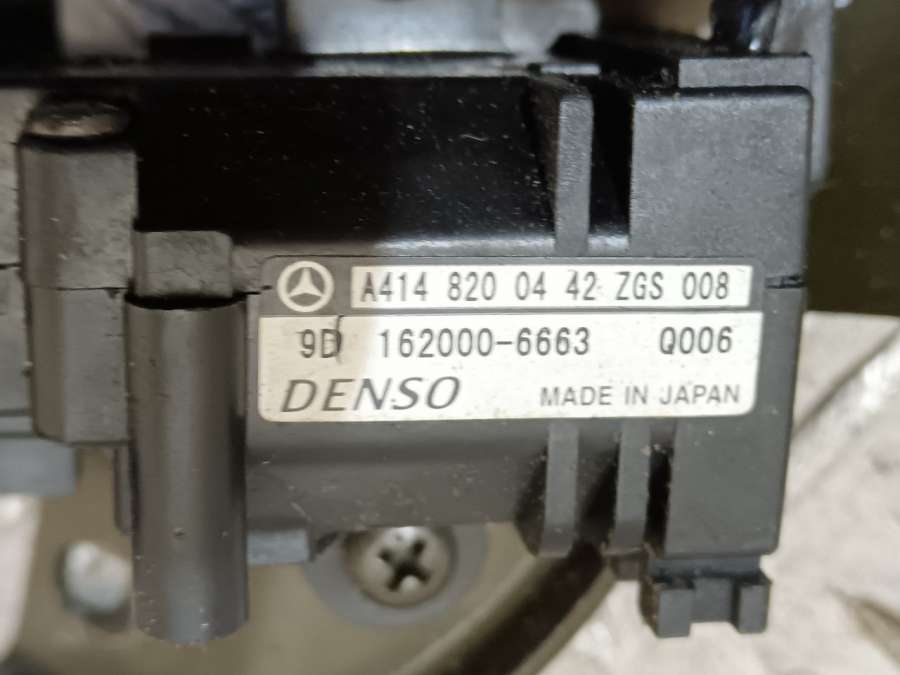 A414 820 04 42 ZGS 008
9D 162000-6663 Q006
DENSO MADE IN JAPAN